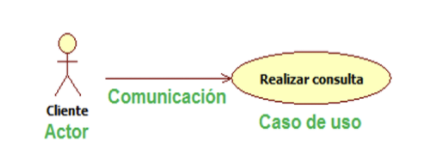 Realizar consulta
Comunicación
Cliente
Actor
Caso de uso